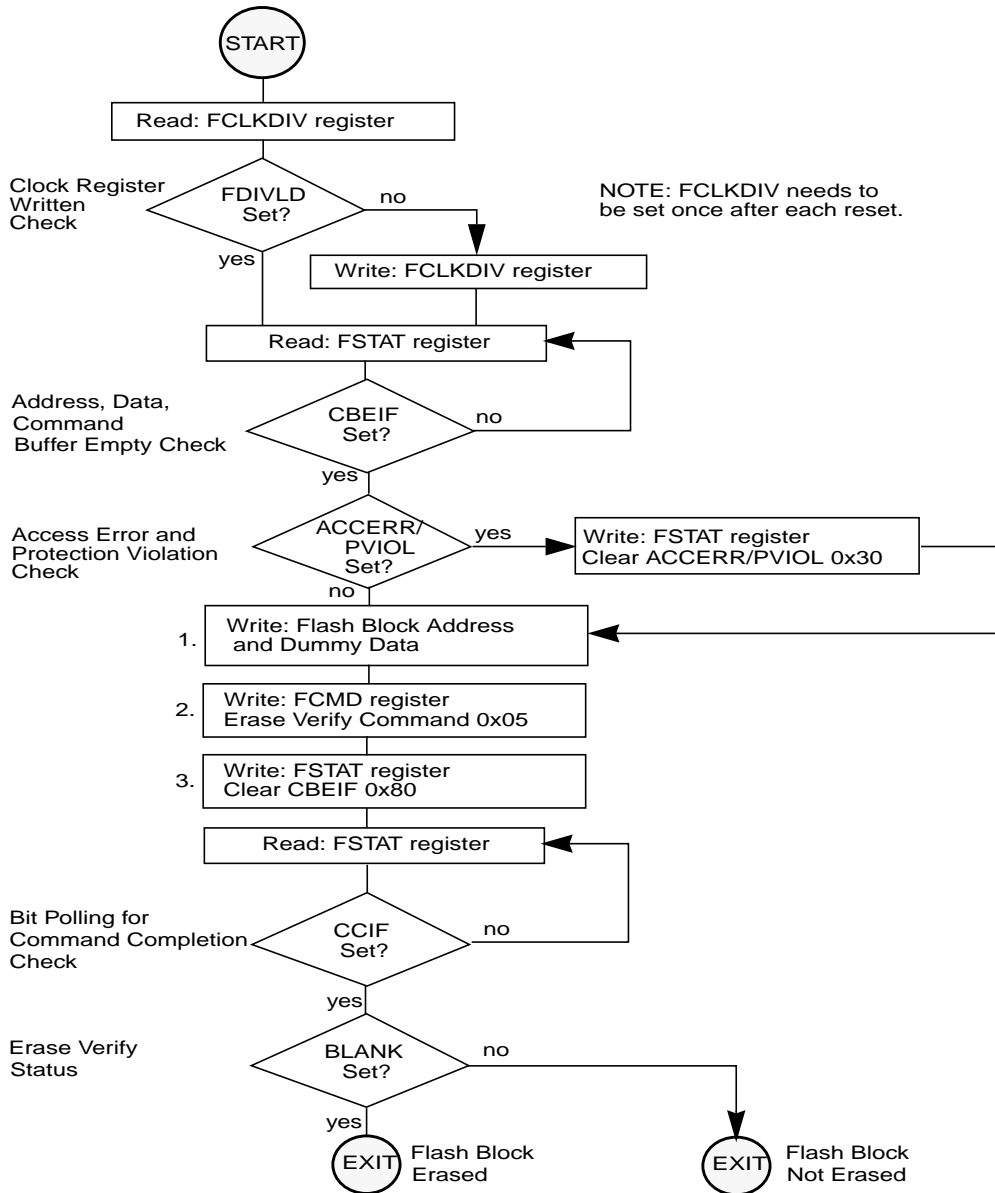 START
Read: FCLKDIV register
Clock Register
Written
Check
FDIVLD
Set?
no
yes
NOTE: FCLKDIV needs to
be set once after each reset.
Write: FCLKDIV register
Read: FSTAT register
Address, Data,
Command
Buffer Empty Check
CBEIF
Set?
no
yes
Access Error and
Protection Violation
Check
ACCERR/
PVIOL
Set?
yes
no
Write: FSTAT register
Clear ACCERR/PVIOL 0x30
1.
Write: Flash Block Address
and Dummy Data
2.
Write: FCMD register
Erase Verify Command 0x05
3.
Write: FSTAT register
Clear CBEIF 0x80
Read: FSTAT register
Bit Polling for
Command Completion
Check
CCIF
Set?
no
yes
Erase Verify
Status
BLANK
Set?
no
yes
EXIT
Flash Block
Erased
EXIT
Flash Block
Not Erased